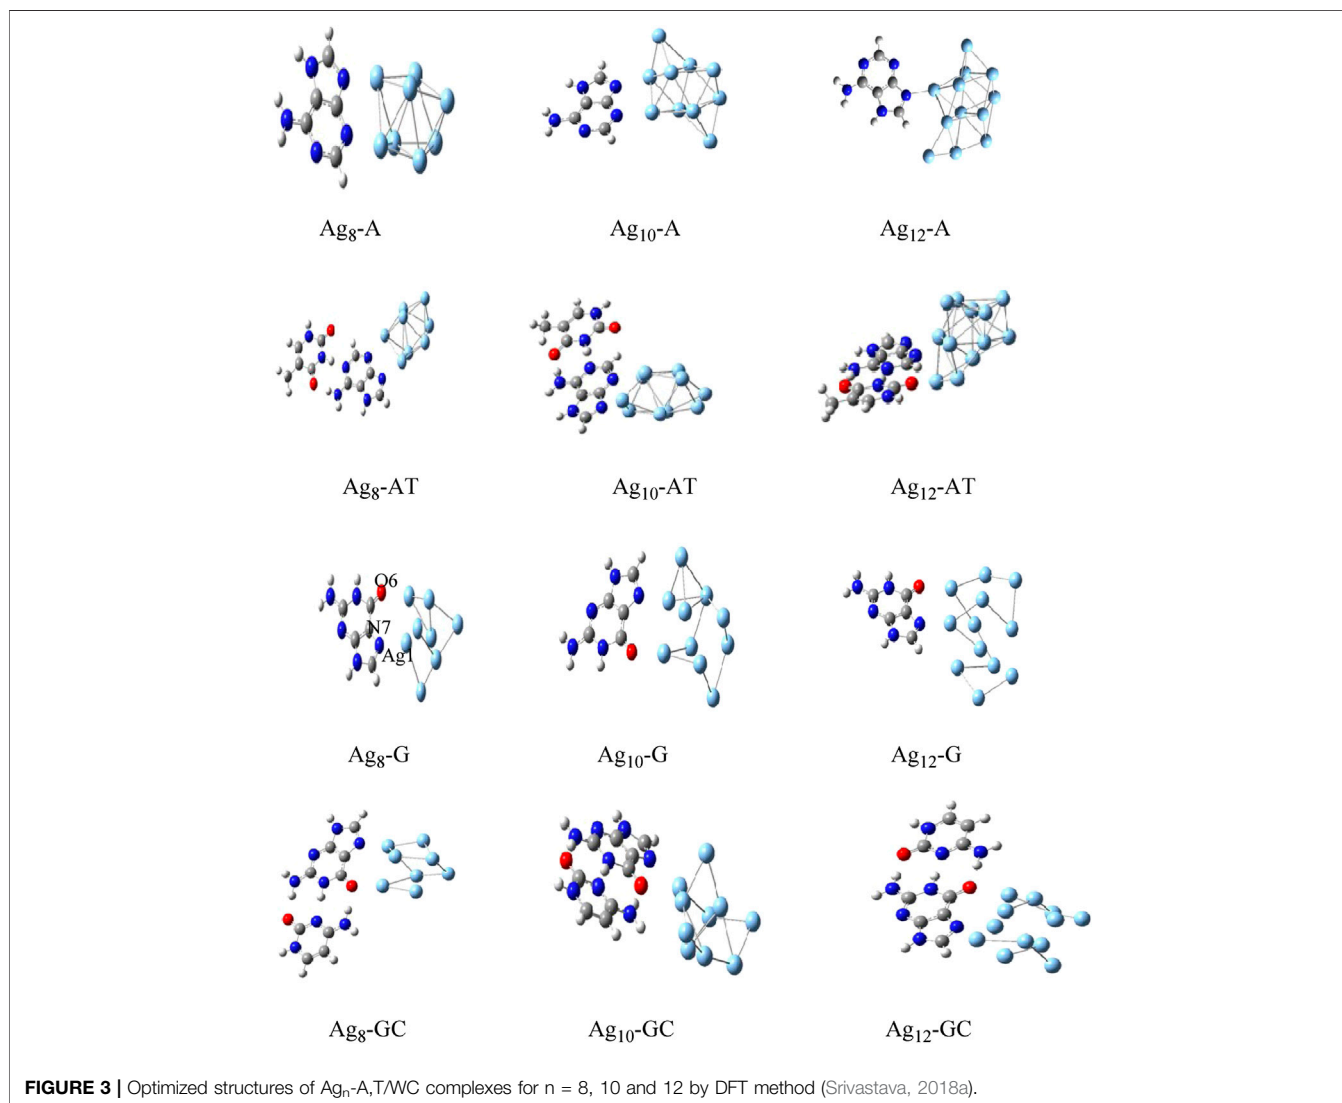 Ag₈-A Ag₁₀-A Ag₁₂-A
Ag₈-AT Ag₁₀-AT Ag₁₂-AT
O6
N7
Ag1
Ag₈-G Ag₁₀-G Ag₁₂-G
Ag₈-GC Ag₁₀-GC Ag₁₂-GC
FIGURE 3 | Optimized structures of Agₙ-A,T/WC complexes for n = 8, 10 and 12 by DFT method (Srivastava, 2018a).